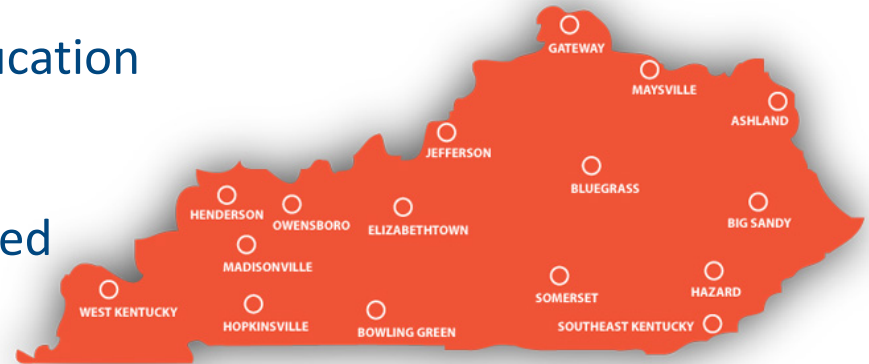 ucation
ed
GATEWAY
MAYSVILLE
ASHLAND
JEFFERSON
BLUEGRASS
HENDERSON
OWENSBORO
ELIZABETHTOWN
BIG SANDY
MADISONVILLE
WEST KENTUCKY
HOPKINSVILLE
BOWLING GREEN
SOMERSET
HAZARD
SOUTHEAST KENTUCKY